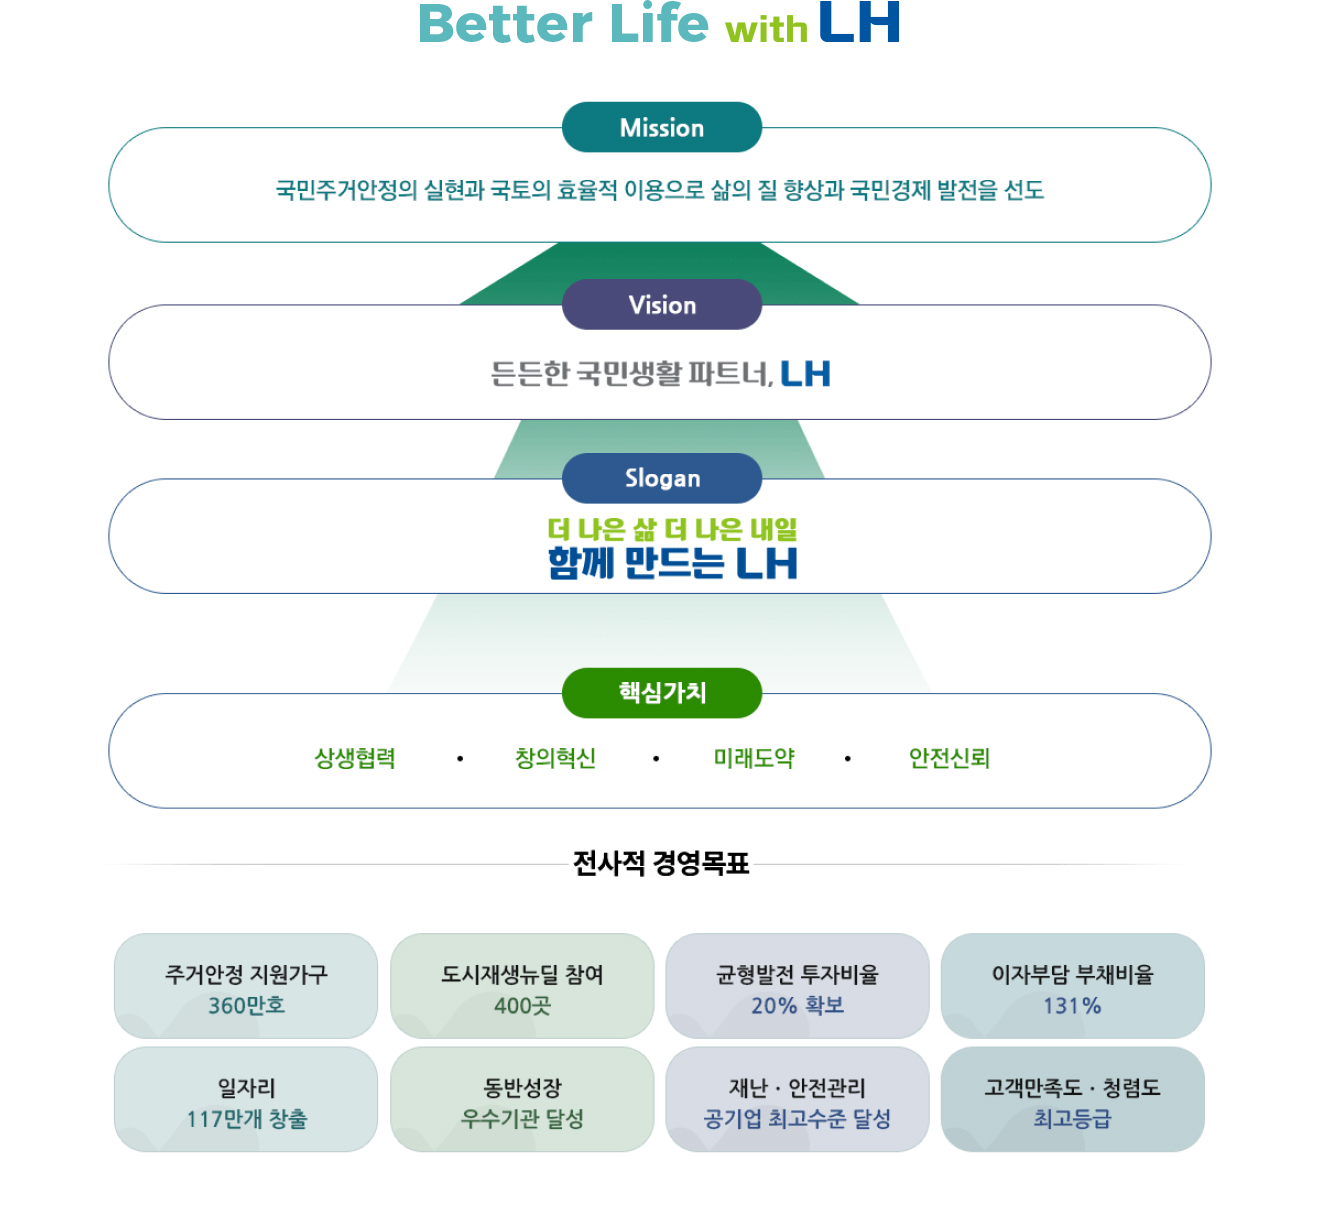 Better Life with LH
Mission
국민주거안정의 실현과 국토의 효율적 이용으로 삶의 질 향상과 국민경제 발전을 선도
Vision
든든한 국민생활 파트너, LH
Slogan
더 나은 삶 더 나은 내일
함께 만드는 LH
핵심가치
상생협력 • 창의혁신 • 미래도약 • 안전신뢰
전사적 경영목표
주거안정 지원가구
360만호
도시재생뉴딜 참여
400곳
균형발전 투자비율
20% 확보
이자부담 부채비율
131%
일자리
117만개 창출
동반성장
우수기관 달성
재난 · 안전관리
공기업 최고수준 달성
고객만족도 · 청렴도
최고등급